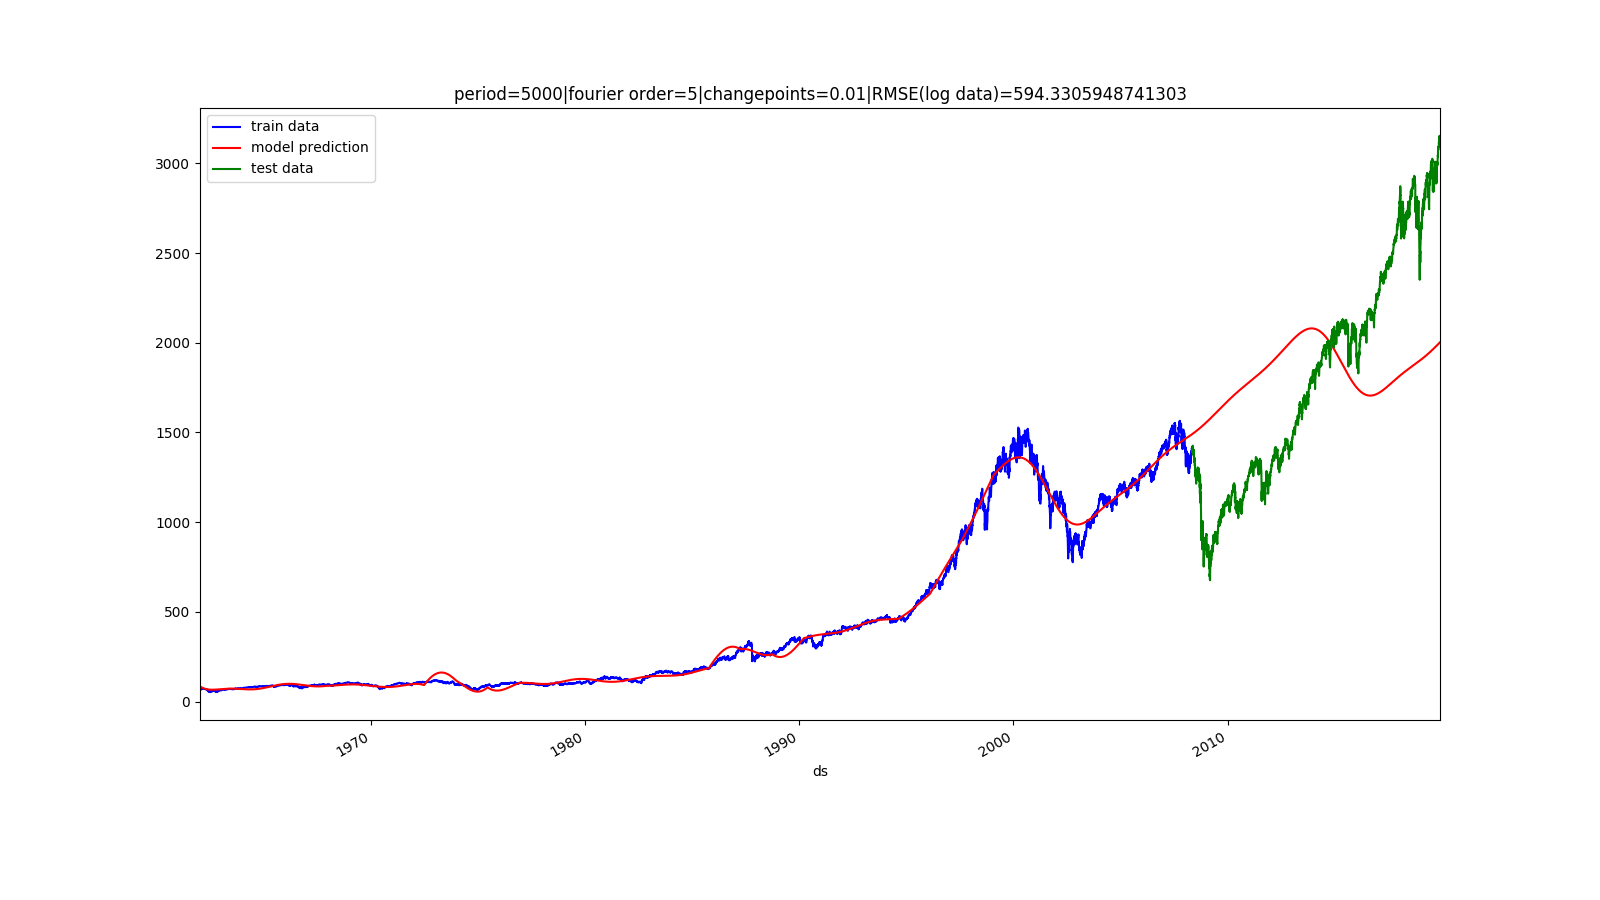 period=5000|fourier order=5|changepoints=0.01|RMSE(log data)=594.3305948741303
train data
model prediction
test data
3000
2500
2000
1500
1000
500
0
1970
1980
1990
2000
2010
ds